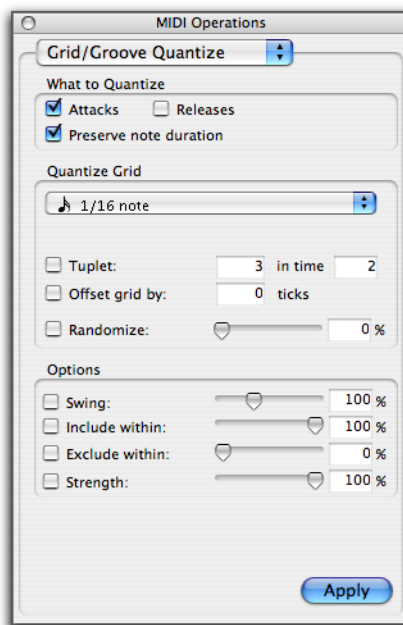 MIDI Operations
Grid/Groove Quantize
What to Quantize
Attacks Releases
Preserve note duration
Quantize Grid
1/16 note
Tuplet: 3 in time 2
Offset grid by: 0 ticks
Randomize: 0 %
Options
Swing: 100 %
Include within: 100 %
Exclude within: 0 %
Strength: 100 %
Apply